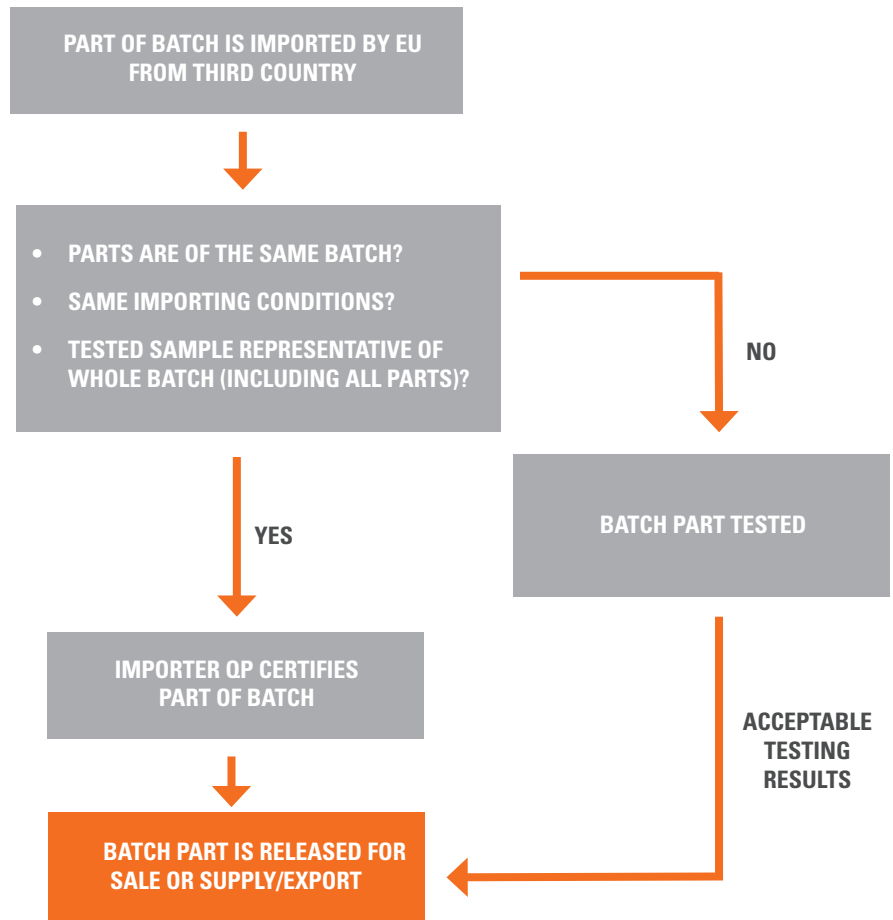 PART OF BATCH IS IMPORTED BY EU
FROM THIRD COUNTRY
• PARTS ARE OF THE SAME BATCH?
• SAME IMPORTING CONDITIONS?
• TESTED SAMPLE REPRESENTATIVE OF
WHOLE BATCH (INCLUDING ALL PARTS)?
NO
BATCH PART TESTED
YES
IMPORTER QP CERTIFIES
PART OF BATCH
ACCEPTABLE
TESTING
RESULTS
BATCH PART IS RELEASED FOR
SALE OR SUPPLY/EXPORT